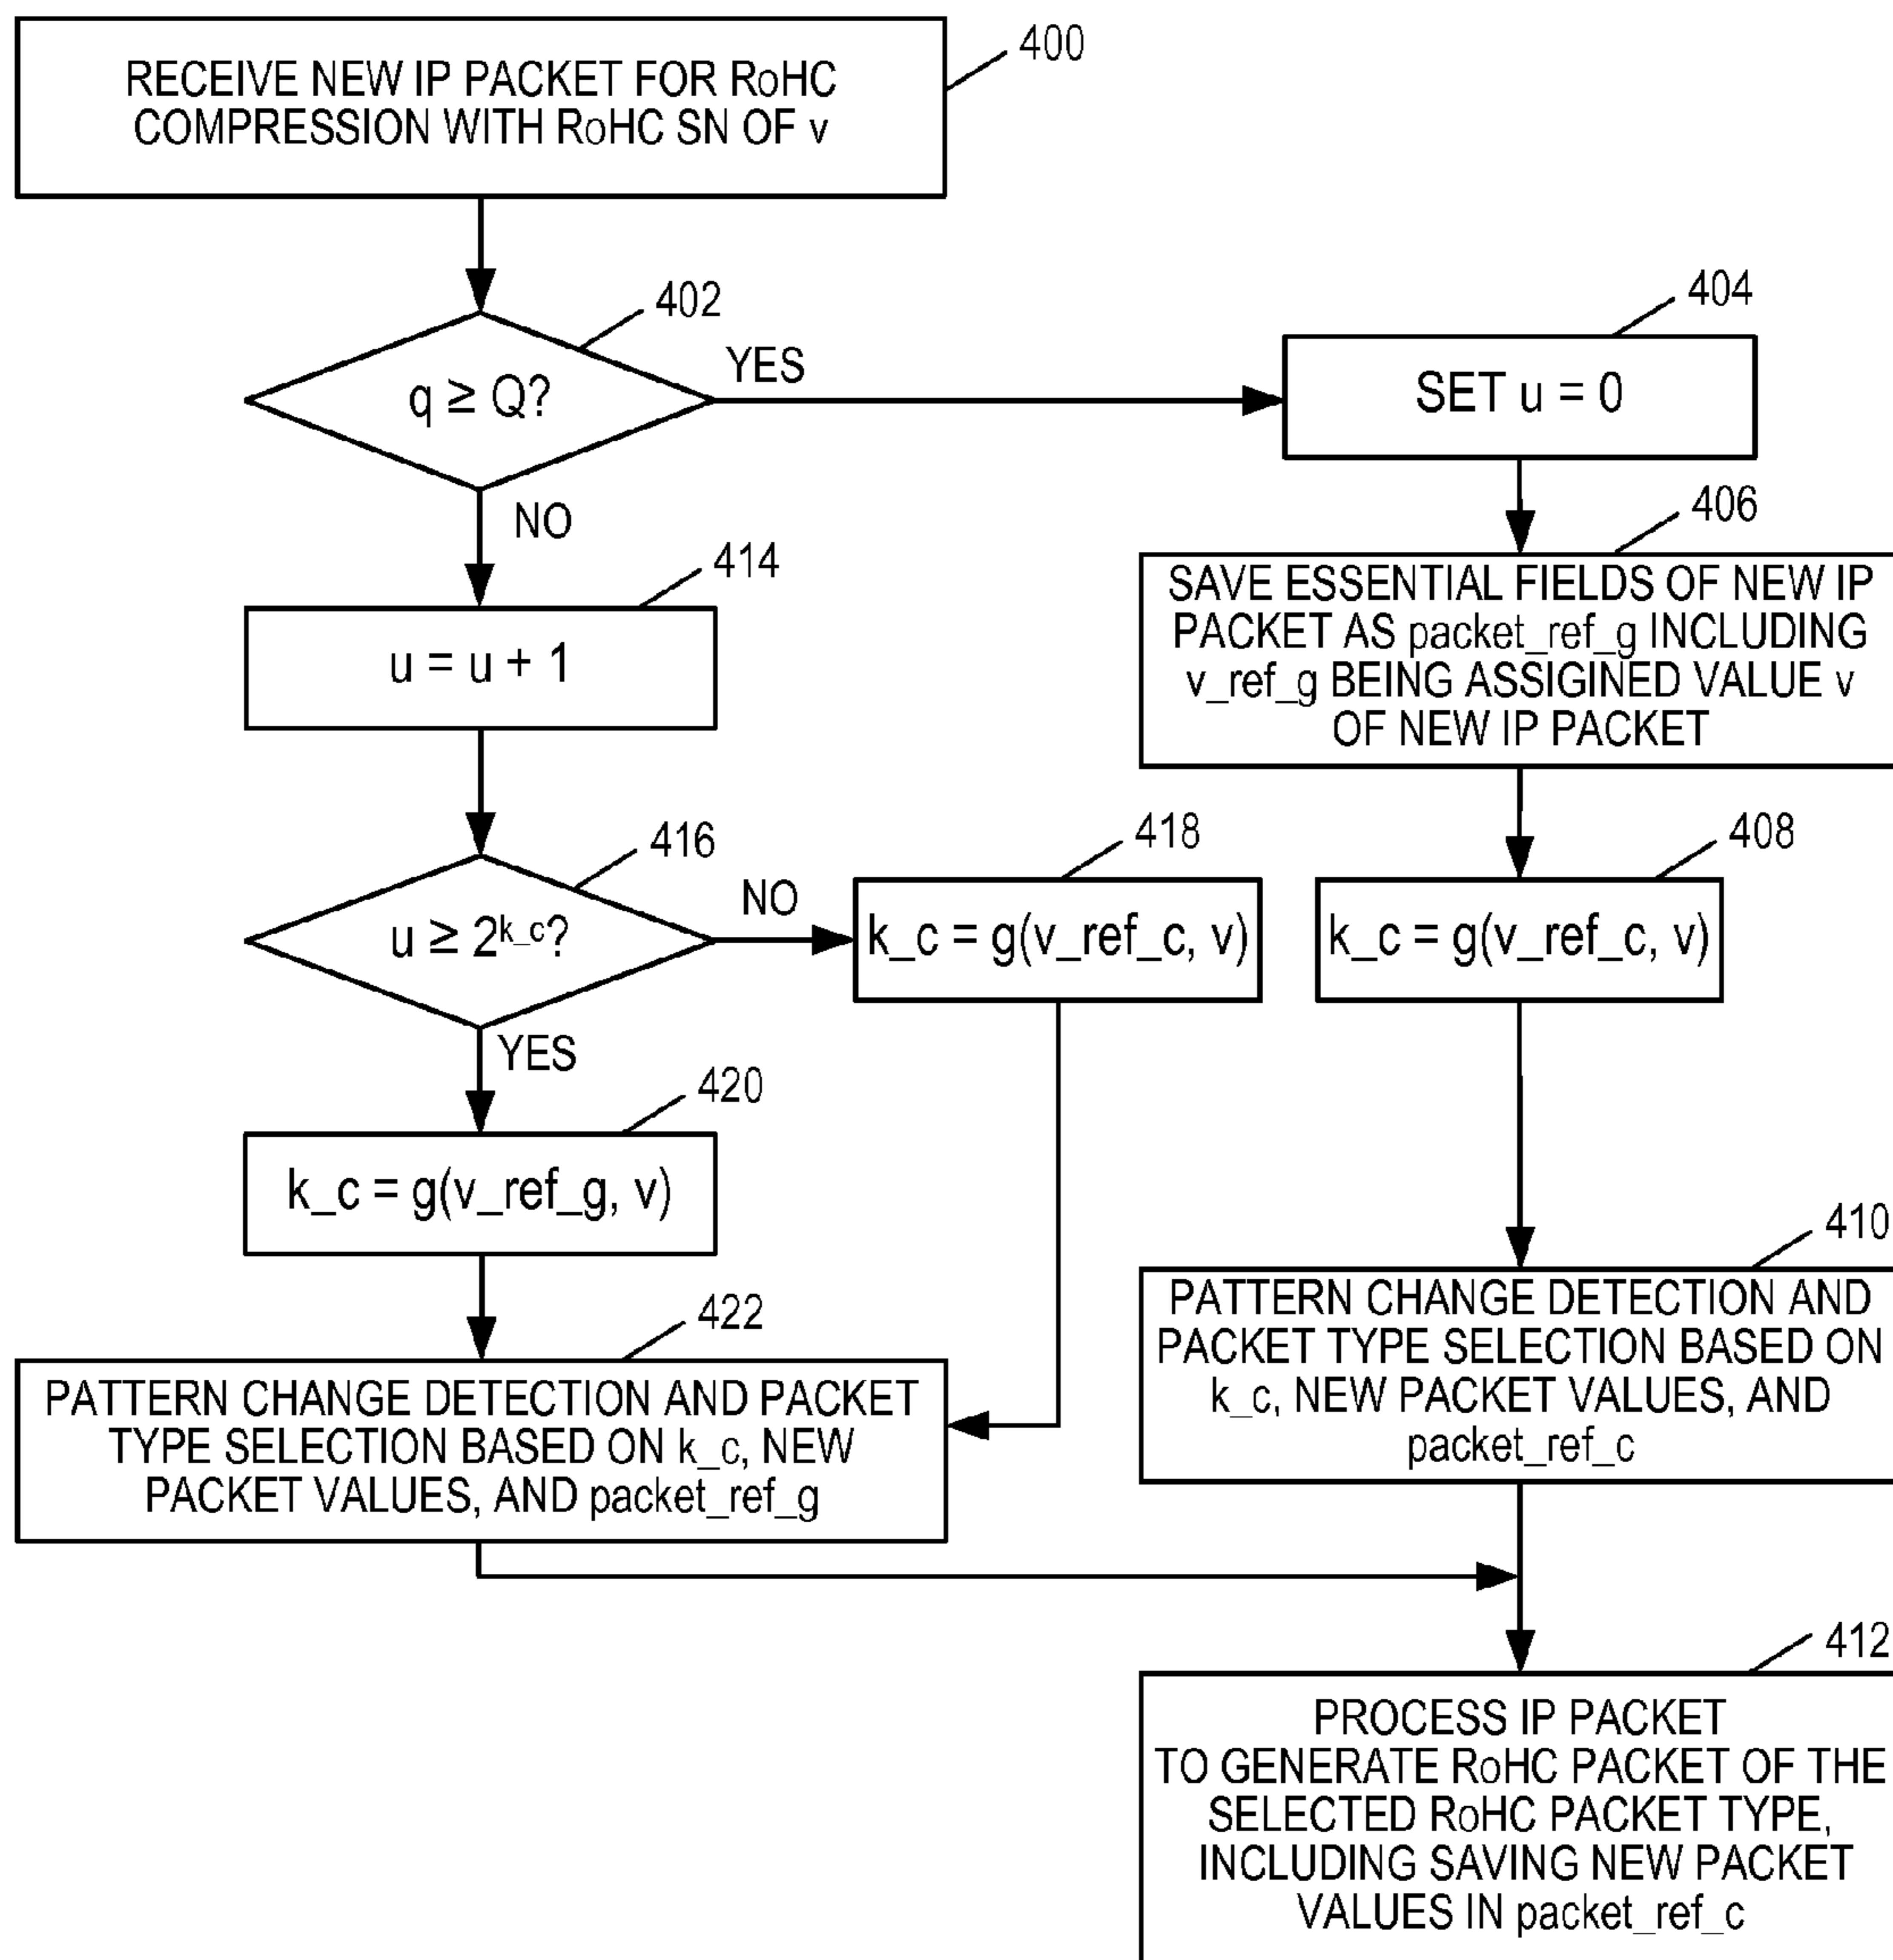 RECEIVE NEW IP PACKET FOR RoHC
COMPRESSION WITH RoHC SN OF v
400
402
q ≥ Q?
YES
NO
404
SET u = 0
406
SAVE ESSENTIAL FIELDS OF NEW IP
PACKET AS packet_ref_g INCLUDING
v_ref_g BEING ASSIGINED VALUE v
OF NEW IP PACKET
414
u = u + 1
416
u ≥ 2^k_c?
NO
YES
418
k_c = g(v_ref_c, v)
408
k_c = g(v_ref_c, v)
420
k_c = g(v_ref_g, v)
410
PATTERN CHANGE DETECTION AND
PACKET TYPE SELECTION BASED ON
k_c, NEW PACKET VALUES, AND
packet_ref_c
422
PATTERN CHANGE DETECTION AND PACKET
TYPE SELECTION BASED ON k_c, NEW
PACKET VALUES, AND packet_ref_g
412
PROCESS IP PACKET
TO GENERATE RoHC PACKET OF THE
SELECTED RoHC PACKET TYPE,
INCLUDING SAVING NEW PACKET
VALUES IN packet_ref_c